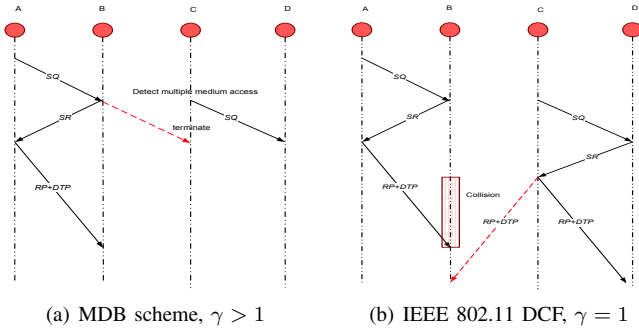 A B C D
SQ
Detect multiple medium access
SR
SQ
terminate
RP+DTP
(a) MDB scheme, γ > 1
A B C D
SQ
SQ
SR
SR
Collision
RP+DTP
RP+DTP
RP+DTP
(b) IEEE 802.11 DCF, γ = 1